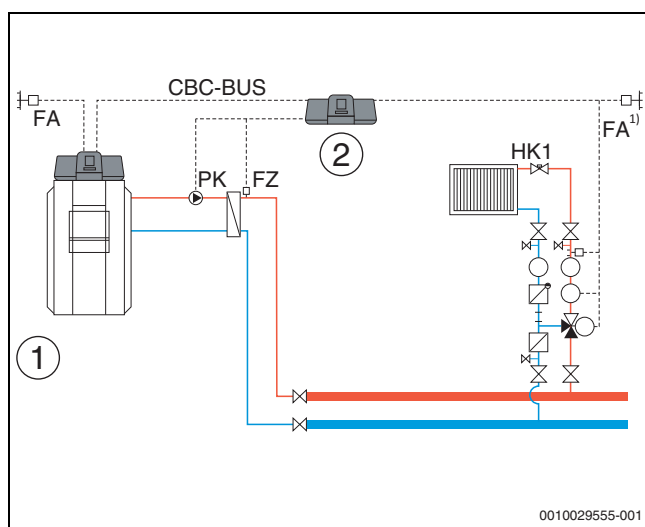 CBC-BUS
FA
FA1)
2
HK1
PK
FZ
1
0010029555-001